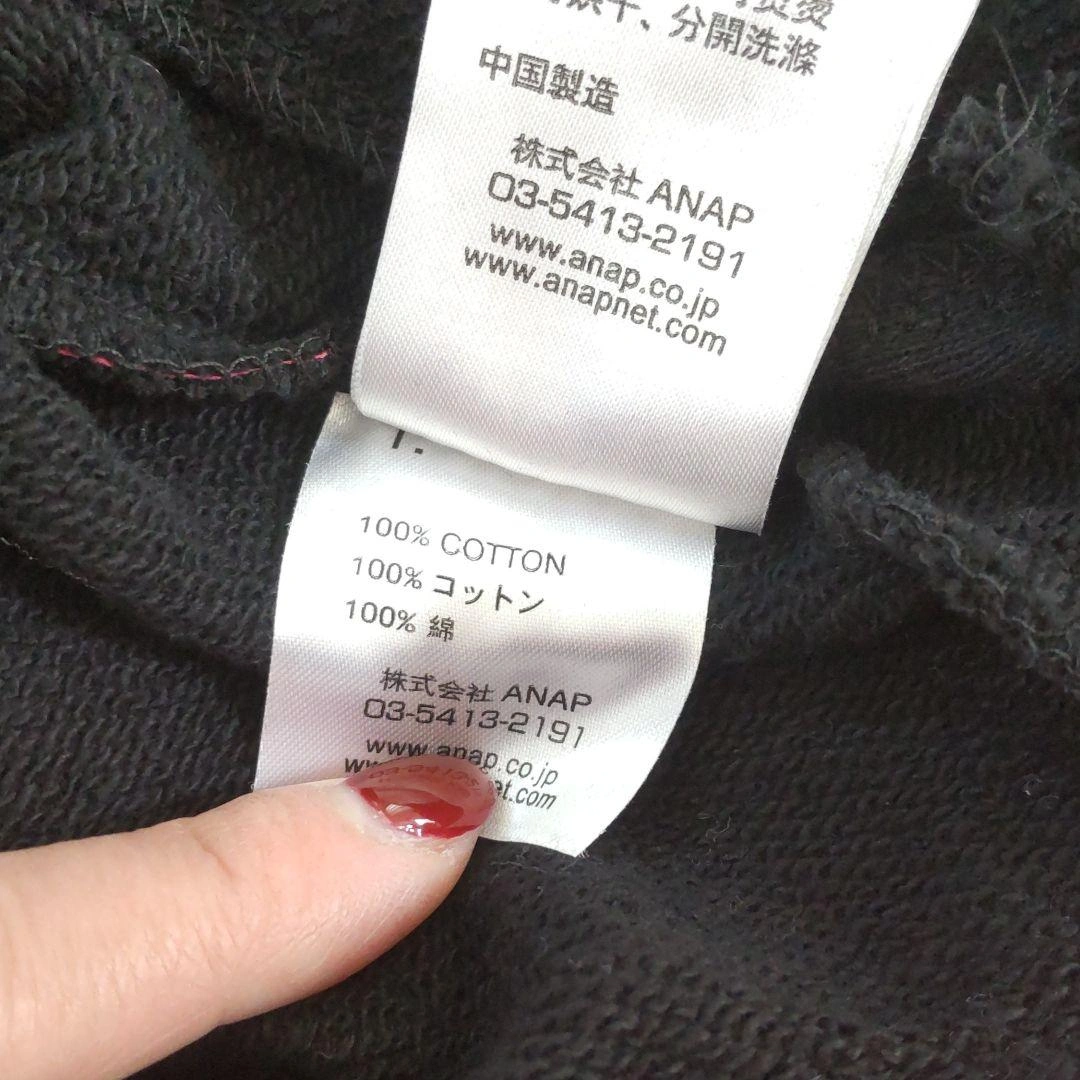 分開洗滌
中国製造
株式会社 ANAP
03-5413-2191
www.anap.co.jp
www.anapnet.com
100% COTTON
100% コットン
100% 綿
株式会社 ANAP
03-5413-2191
www.anap.co.jp